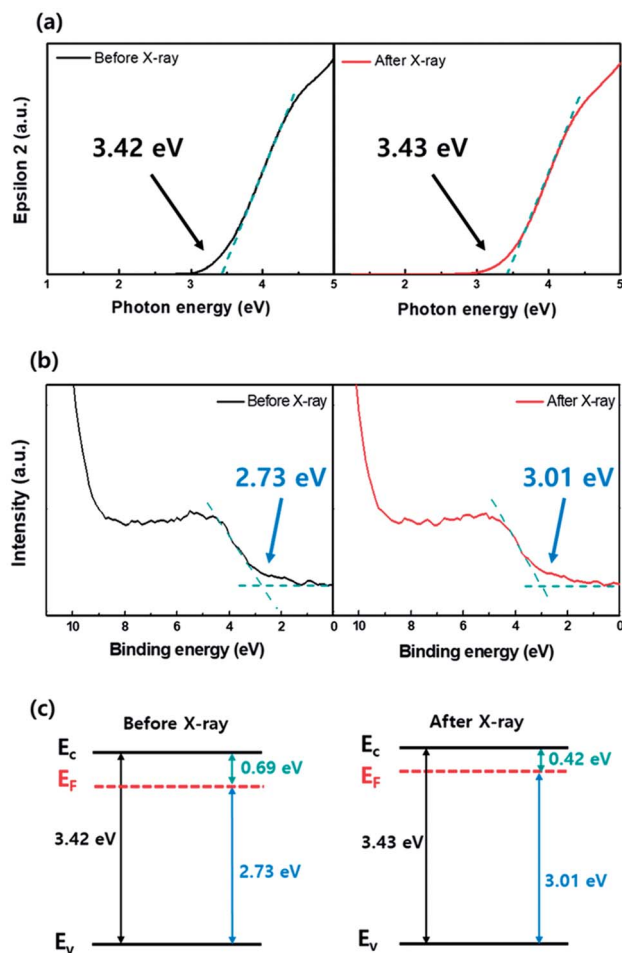 (a)
Before X-ray
After X-ray
3.42 eV
3.43 eV
Epsilon 2 (a.u.)
1 2 3 4 5 2 3 4 5
Photon energy (eV) Photon energy (eV)
(b)
Before X-ray
After X-ray
2.73 eV
3.01 eV
Intensity (a.u.)
10 8 6 4 2 0 10 8 6 4 2 0
Binding energy (eV) Binding energy (eV)
(c)
Before X-ray
After X-ray
Ec 0.69 eV
EF
3.42 eV
2.73 eV
Ev
Ec 0.42 eV
EF
3.43 eV
3.01 eV
Ev